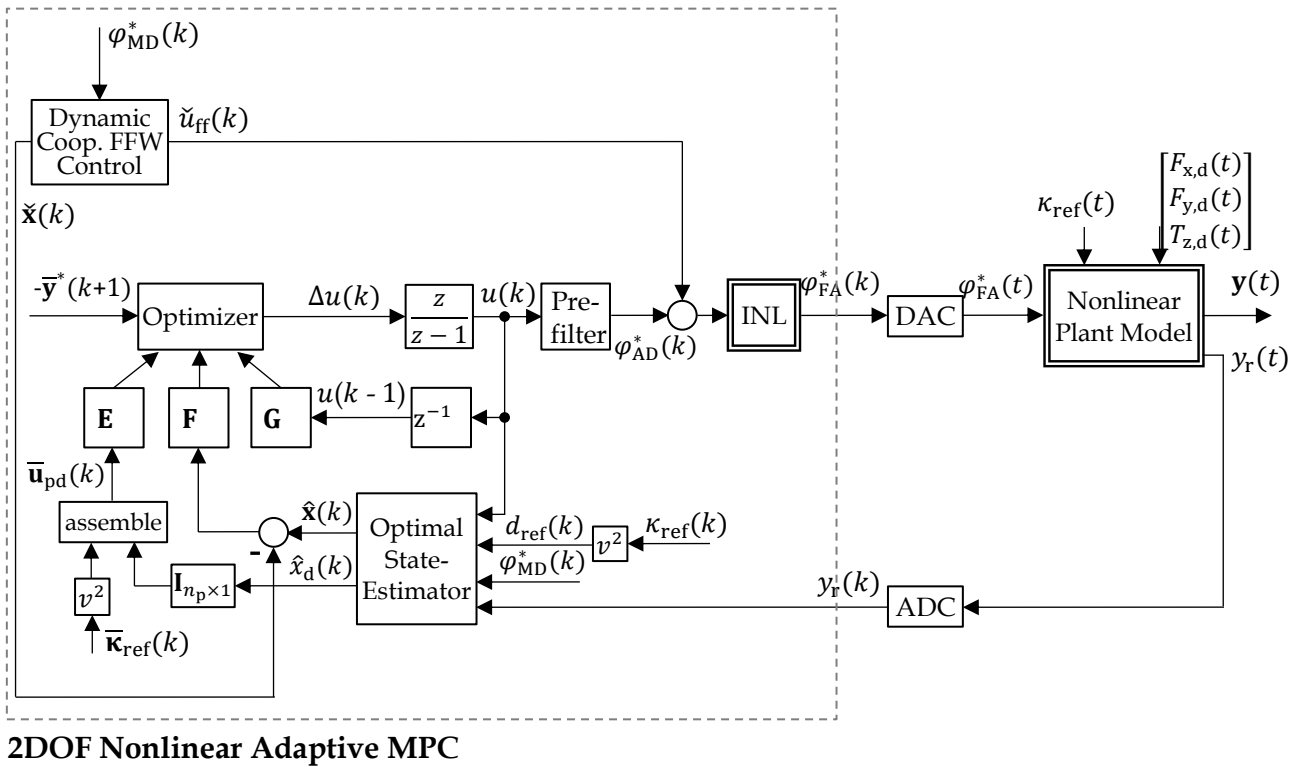 φ*MD(k)
Dynamic
Coop. FFW
Control
ǔff(k)
x̌(k)
Fx,d(t)
Fy,d(t)
Tz,d(t)
κref(t)
-ȳ*(k+1)
Optimizer
Δu(k)
z
z − 1
u(k)
Pre-
filter
φ*AD(k)
INL
φ*FA(k)
DAC
φ*FA(t)
Nonlinear
Plant Model
y(t)
yr(t)
E
F
G
u(k - 1)
z−1
ūpd(k)
assemble
x̂(k)
-
x̂d(k)
Inp×1
v2
κ̄ref(k)
Optimal
State-
Estimator
dref(k)
v2
κref(k)
φ*MD(k)
yr(k)
ADC
2DOF Nonlinear Adaptive MPC